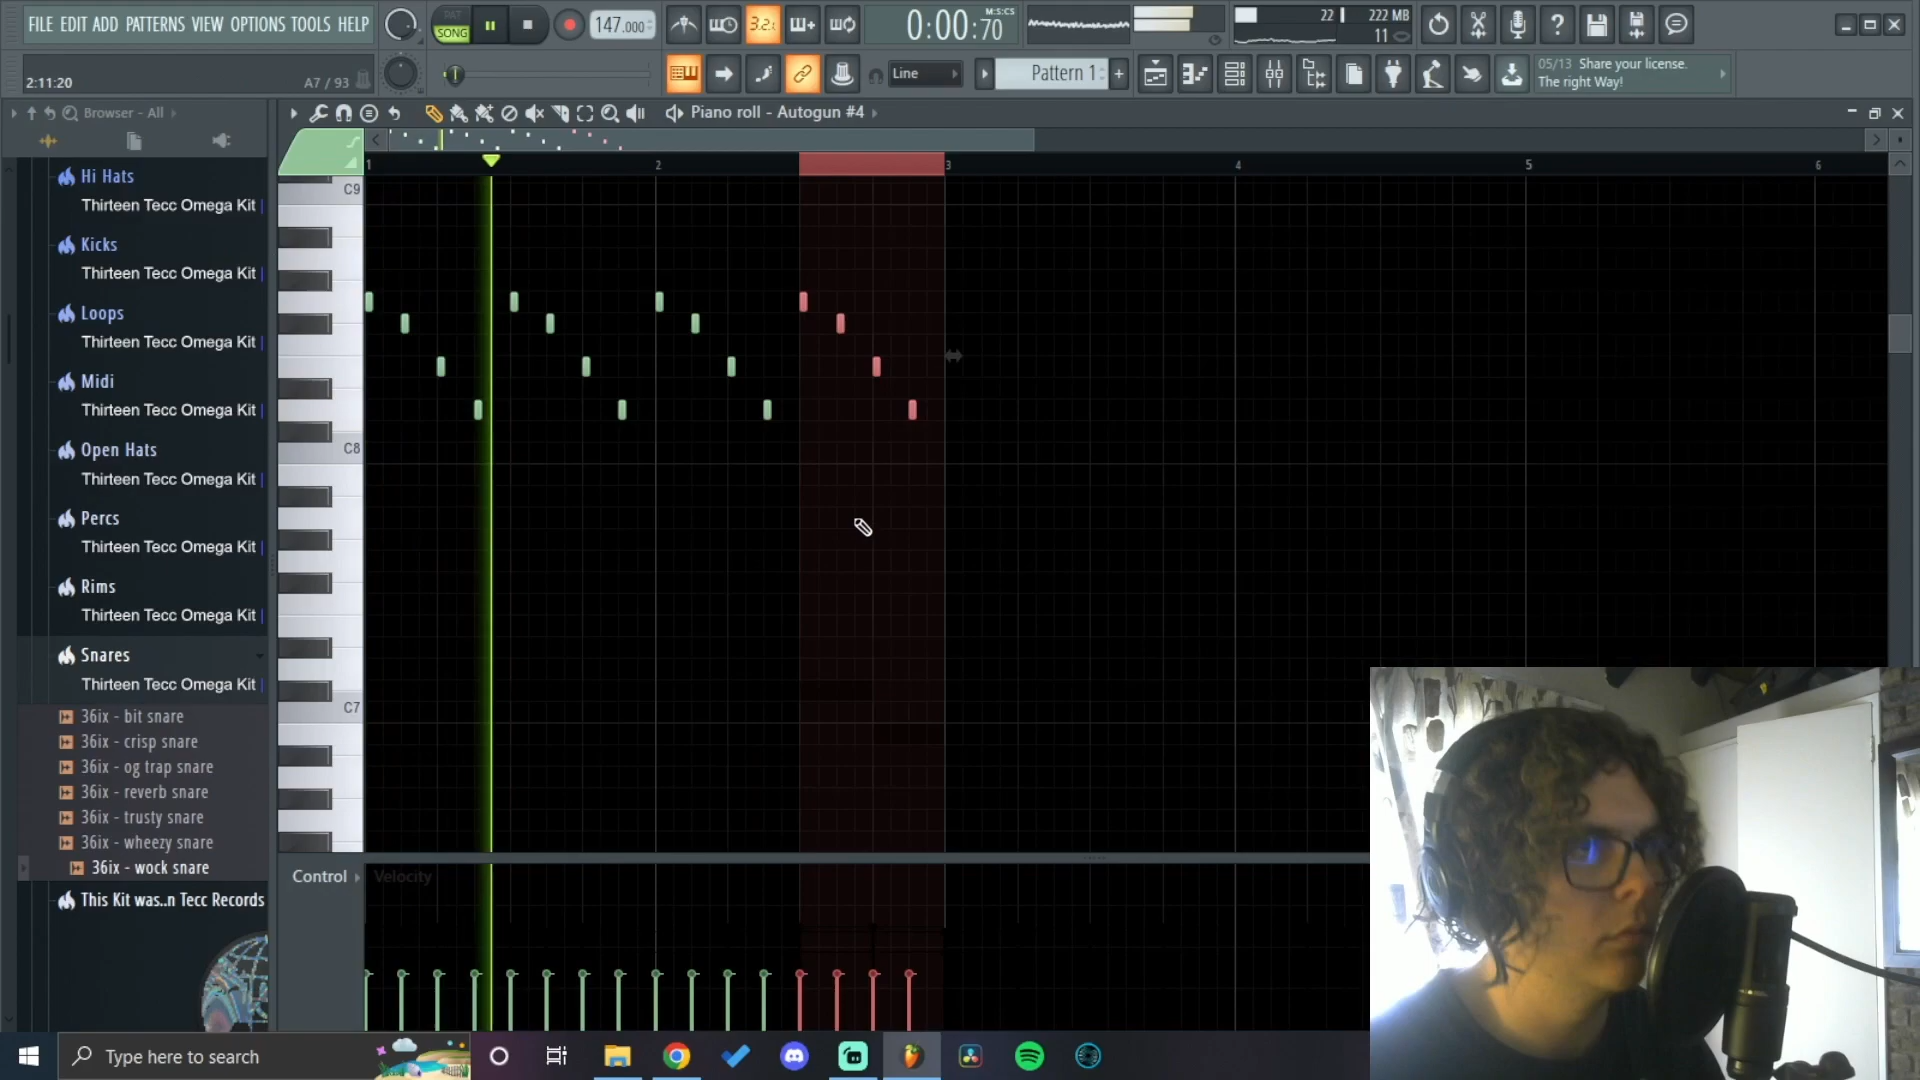 FILE EDIT ADD PATTERNS VIEW OPTIONS TOOLS HELP
PAT
SONG
147.000
3.2.
0:00:70
M:S:CS
22
222 MB
11
2:11:20
A7 / 93
Line
Pattern 1
05/13 Share your license.
The right Way!
Browser - All
Piano roll - Autogun #4
1
2
3
4
5
6
Hi Hats
Thirteen Tecc Omega Kit
Kicks
Thirteen Tecc Omega Kit
Loops
Thirteen Tecc Omega Kit
Midi
Thirteen Tecc Omega Kit
Open Hats
Thirteen Tecc Omega Kit
Percs
Thirteen Tecc Omega Kit
Rims
Thirteen Tecc Omega Kit
Snares
Thirteen Tecc Omega Kit
36ix - bit snare
36ix - crisp snare
36ix - og trap snare
36ix - reverb snare
36ix - trusty snare
36ix - wheezy snare
36ix - wock snare
This Kit was..n Tecc Records
C9
C8
C7
Control
Velocity
Type here to search